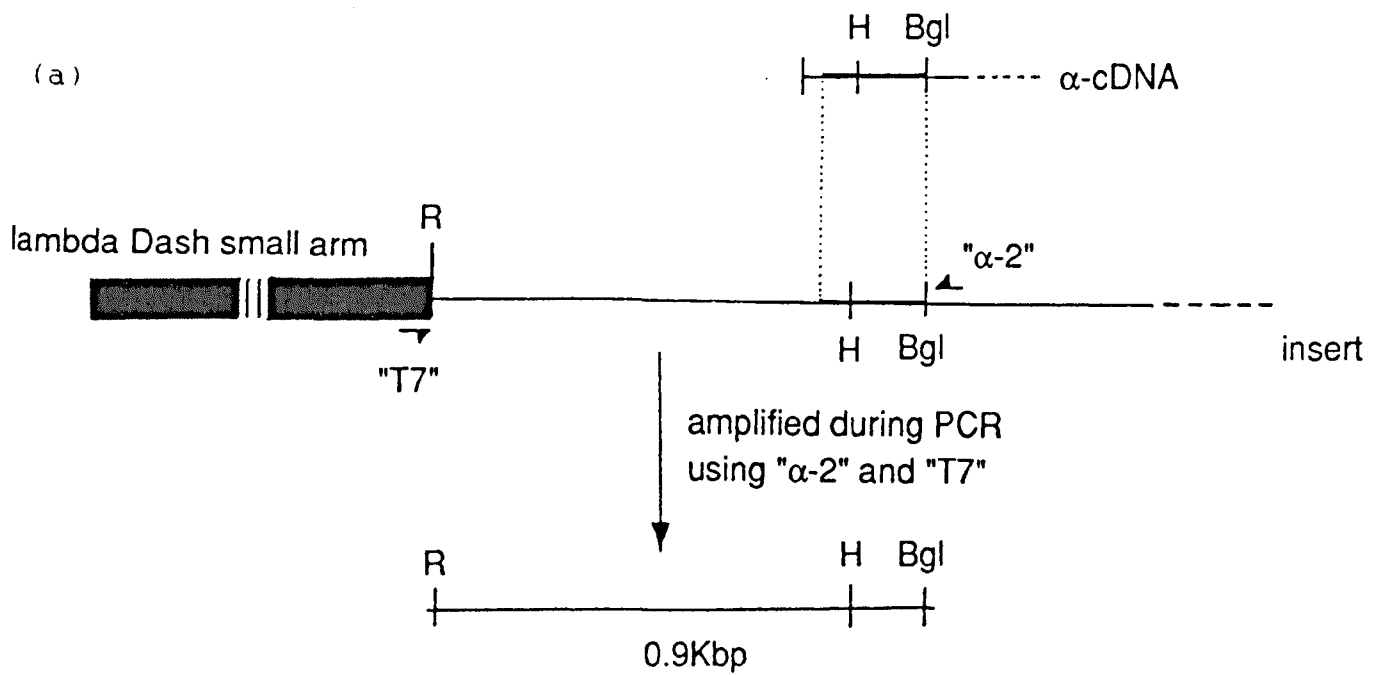 (a)
H Bgl
α-cDNA
R
lambda Dash small arm
"α-2"
"T7"
H Bgl
insert
amplified during PCR
using "α-2" and "T7"
R H Bgl
0.9Kbp